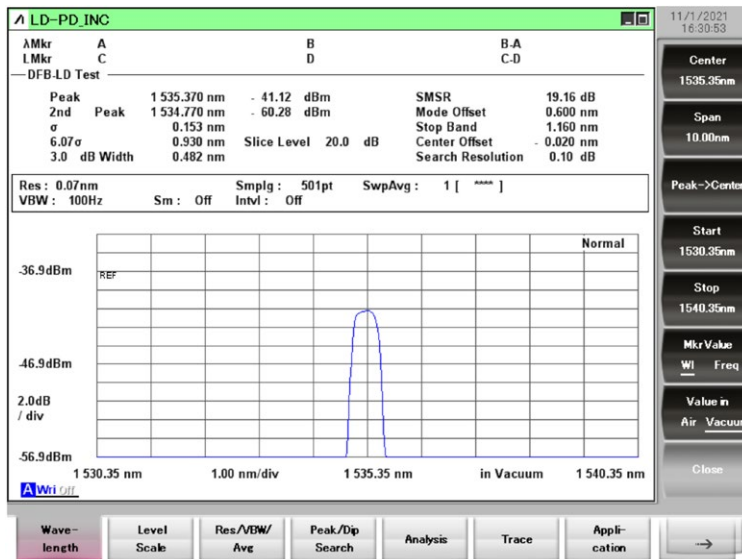 LD-PD_INC
11/1/2021
16:30:53
λMkr A B B-A
LMkr C D C-D
DFB-LD Test
Peak 1 535.370 nm - 41.12 dBm SMSR 19.16 dB
2nd Peak 1 534.770 nm - 60.28 dBm Mode Offset 0.600 nm
σ 0.153 nm Stop Band 1.160 nm
6.07σ 0.930 nm Slice Level 20.0 dB Center Offset - 0.020 nm
3.0 dB Width 0.482 nm Search Resolution 0.10 dB
Res : 0.07nm Smplg : 501pt SwpAvg : 1 [ **** ]
VBW : 100Hz Sm : Off Intvl : Off
Normal
-36.9dBm
REF
-46.9dBm
2.0dB
/ div
-56.9dBm
1 530.35 nm 1.00 nm/div 1 535.35 nm in Vacuum 1 540.35 nm
A Wri Off
Center
1535.35nm
Span
10.00nm
Peak->Center
Start
1530.35nm
Stop
1540.35nm
Mkr Value
Wl Freq
Value in
Air Vacuum
Close
Wave-
length
Level
Scale
Res/VBW/
Avg
Peak/Dip
Search
Analysis
Trace
Appli-
cation
→